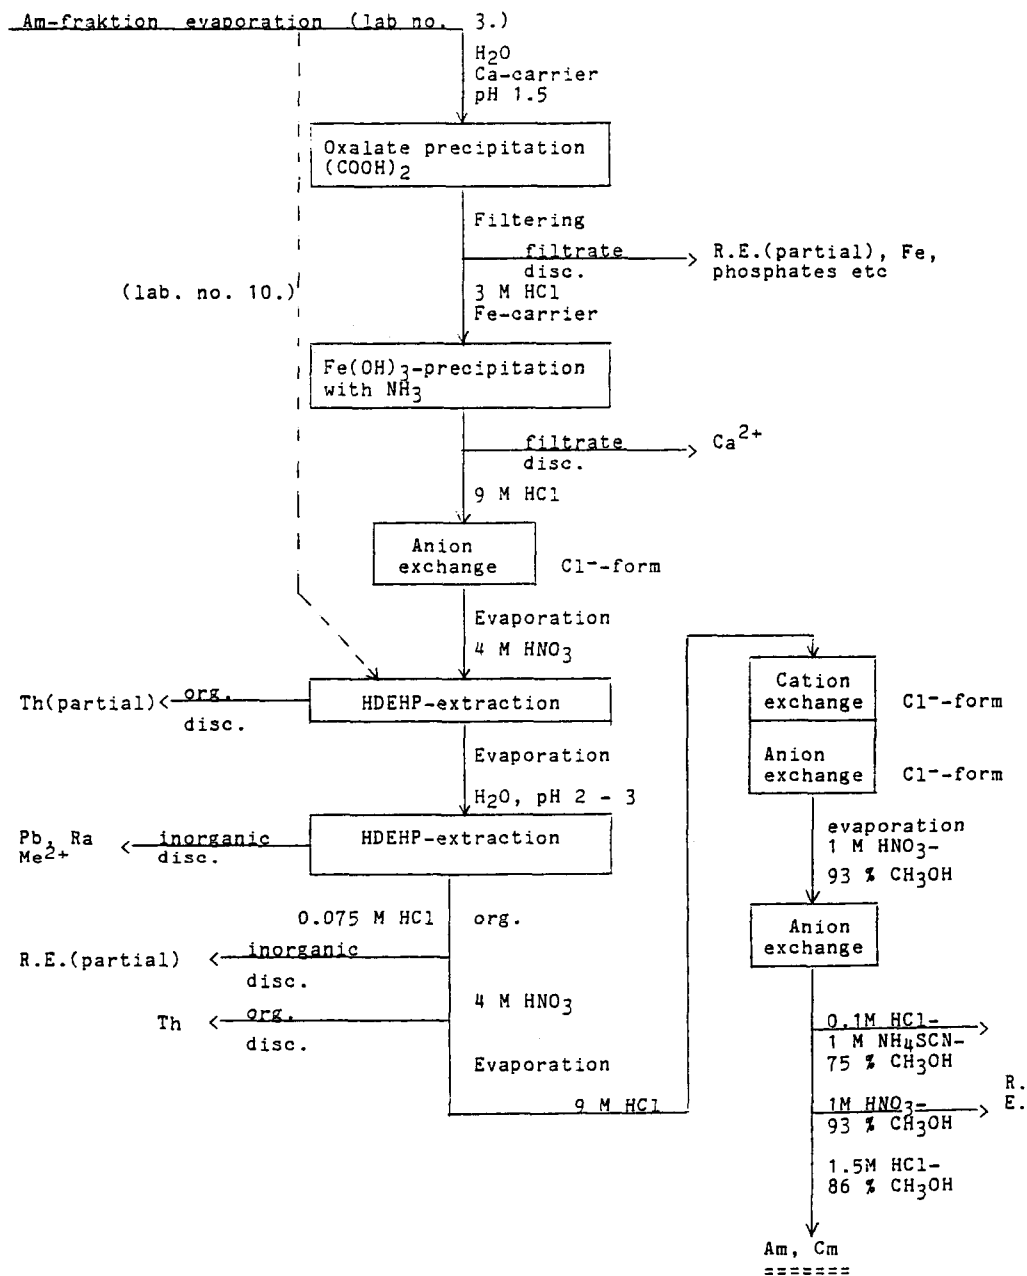 Am-fraktion evaporation (lab no. 3.)
H2O
Ca-carrier
pH 1.5
Oxalate precipitation
(COOH)2
Filtering
filtrate
disc.
R.E.(partial), Fe,
phosphates etc
(lab. no. 10.)
3 M HCl
Fe-carrier
Fe(OH)3-precipitation
with NH3
filtrate
disc.
Ca2+
9 M HCl
Anion
exchange
Cl--form
Evaporation
4 M HNO3
Th(partial)
org.
disc.
HDEHP-extraction
Evaporation
H2O, pH 2 - 3
Pb, Ra
Me2+
inorganic
disc.
HDEHP-extraction
0.075 M HCl
org.
R.E.(partial)
inorganic
disc.
4 M HNO3
Th
org.
disc.
Evaporation
9 M HCl
Cation
exchange
Cl--form
Anion
exchange
Cl--form
evaporation
1 M HNO3-
93 % CH3OH
Anion
exchange
0.1M HCl-
1 M NH4SCN-
75 % CH3OH
R.
E.
1M HNO3-
93 % CH3OH
1.5M HCl-
86 % CH3OH
Am, Cm
=======